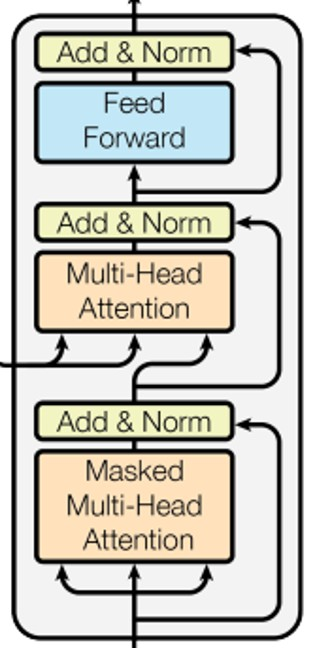 Add & Norm
Feed
Forward
Add & Norm
Multi-Head
Attention
Add & Norm
Masked
Multi-Head
Attention